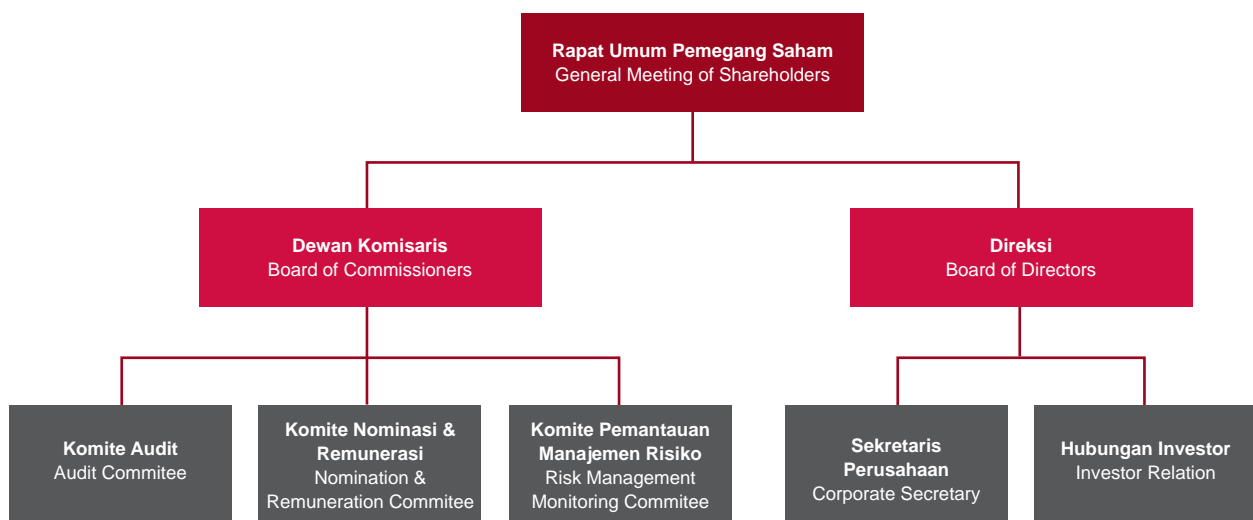 Rapat Umum Pemegang Saham
General Meeting of Shareholders
Dewan Komisaris
Board of Commissioners
Direksi
Board of Directors
Komite Audit
Audit Commitee
Komite Nominasi &
Remunerasi
Nomination &
Remuneration Commitee
Komite Pemantauan
Manajemen Risiko
Risk Management
Monitoring Commitee
Sekretaris
Perusahaan
Corporate Secretary
Hubungan Investor
Investor Relation